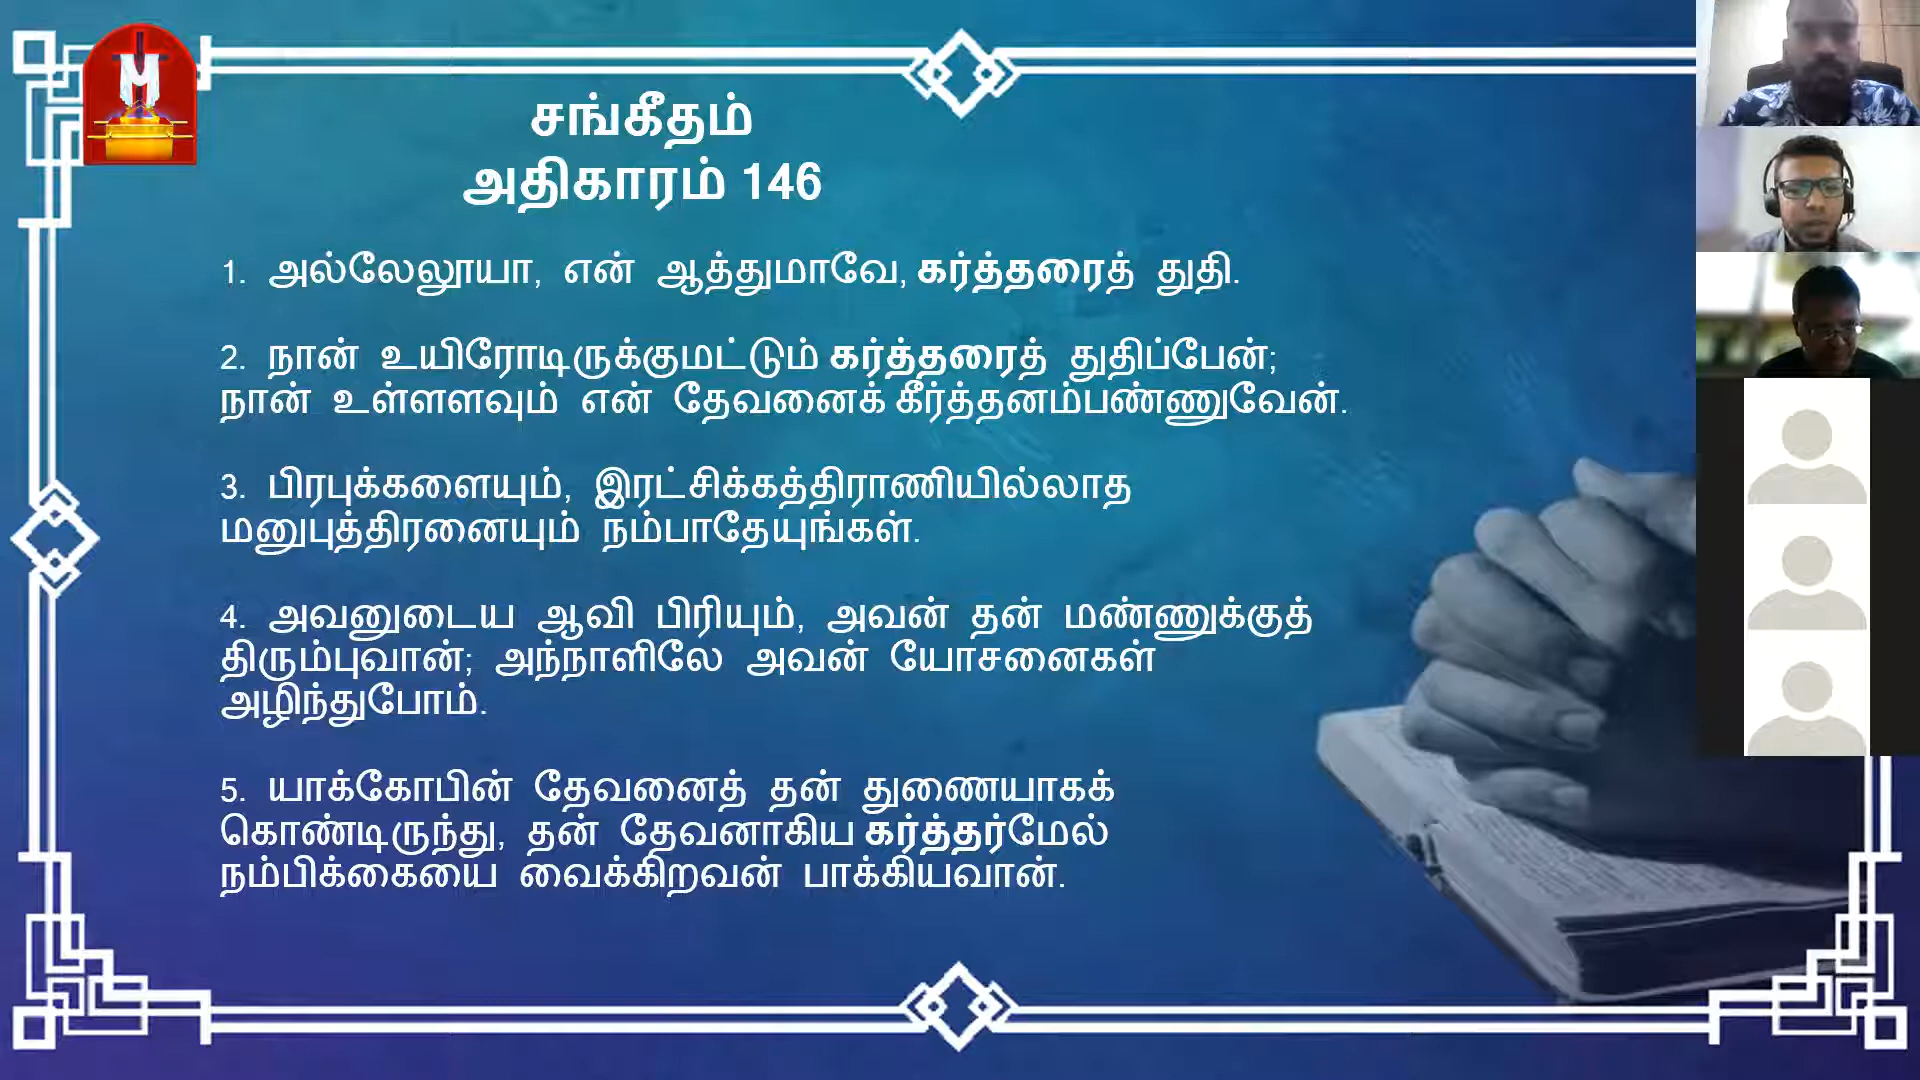 சங்கீதம்
அதிகாரம் 146
1. அல்லேலூயா, என் ஆத்துமாவே, கர்த்தரைத் துதி.
2. நான் உயிரோடிருக்குமட்டும் கர்த்தரைத் துதிப்பேன்;
நான் உள்ளளவும் என் தேவனைக் கீர்த்தனம்பண்ணுவேன்.
3. பிரபுக்களையும், இரட்சிக்கத்திராணியில்லாத
மனுபுத்திரனையும் நம்பாதேயுங்கள்.
4. அவனுடைய ஆவி பிரியும், அவன் தன் மண்ணுக்குத்
திரும்புவான்; அந்நாளிலே அவன் யோசனைகள்
அழிந்துபோம்.
5. யாக்கோபின் தேவனைத் தன் துணையாகக்
கொண்டிருந்து, தன் தேவனாகிய கர்த்தர்மேல்
நம்பிக்கையை வைக்கிறவன் பாக்கியவான்.